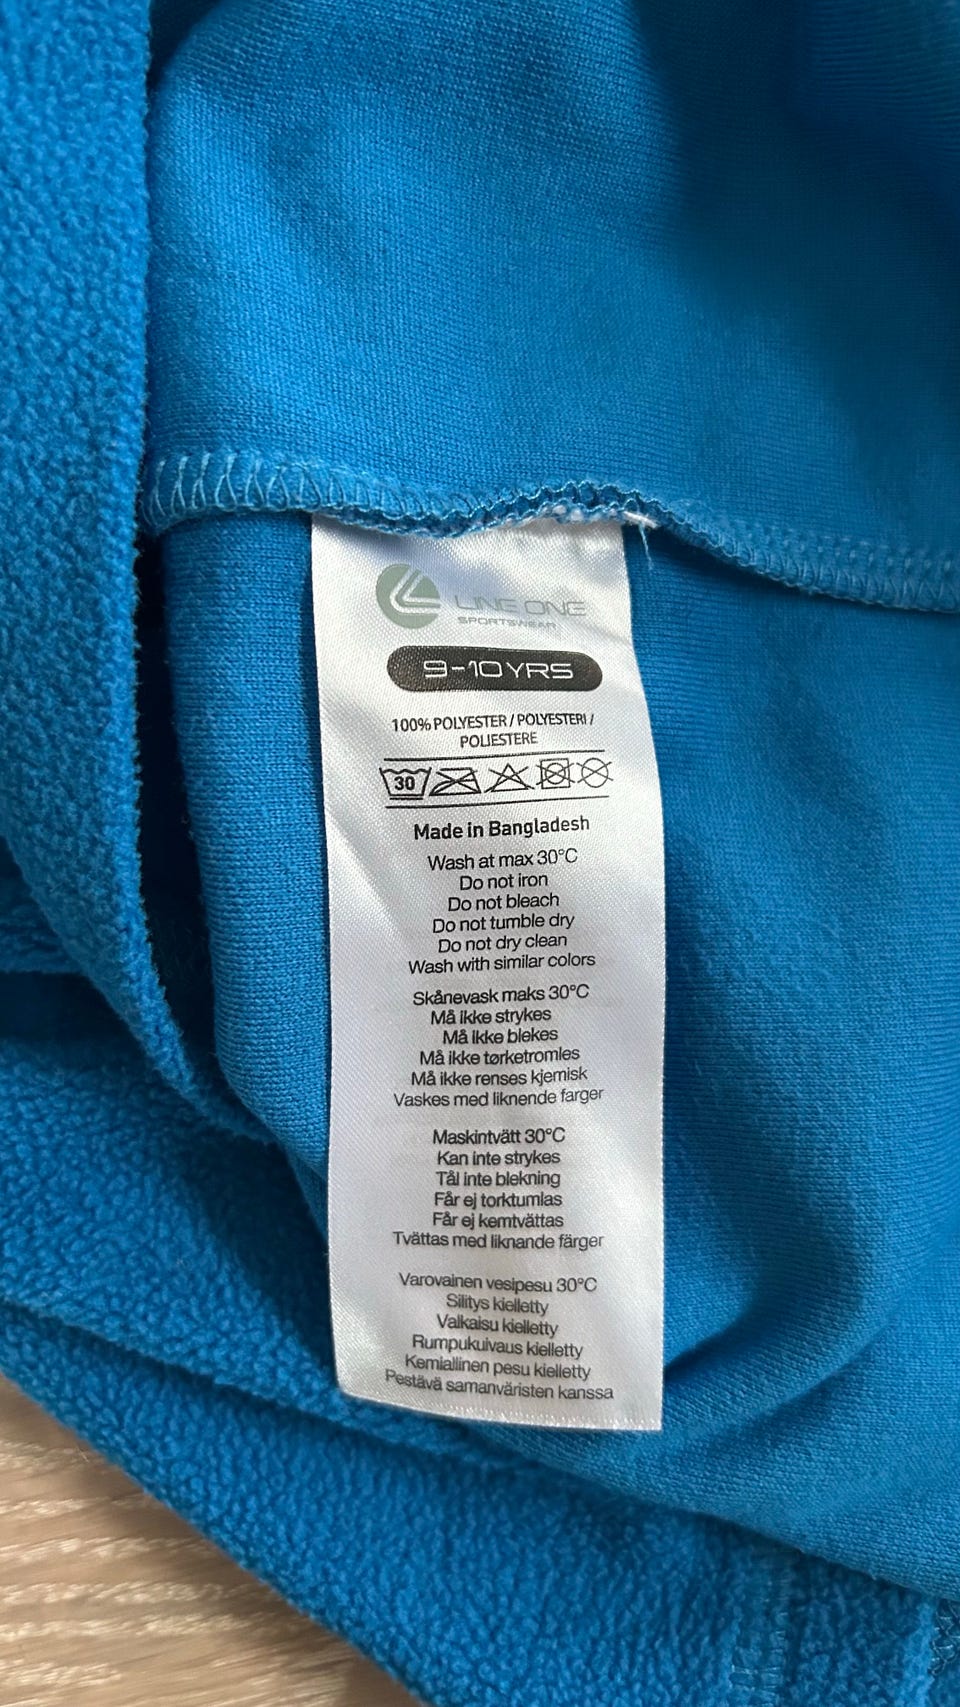 LINE ONE
SPORTSWEAR
9-10YRS
100% POLYESTER / POLYESTERI /
POLIESTERE
30
Made in Bangladesh
Wash at max 30°C
Do not iron
Do not bleach
Do not tumble dry
Do not dry clean
Wash with similar colors
Skånevask maks 30°C
Må ikke strykes
Må ikke blekes
Må ikke tørketromles
Må ikke renses kjemisk
Vaskes med liknende farger
Maskintvätt 30°C
Kan inte strykes
Tål inte blekning
Får ej torktumlas
Får ej kemtvättas
Tvättas med liknande färger
Varovainen vesipesu 30°C
Silitys kielletty
Valkaisu kielletty
Rumpukuivaus kielletty
Kemiallinen pesu kielletty
Pestävä samanväristen kanssa